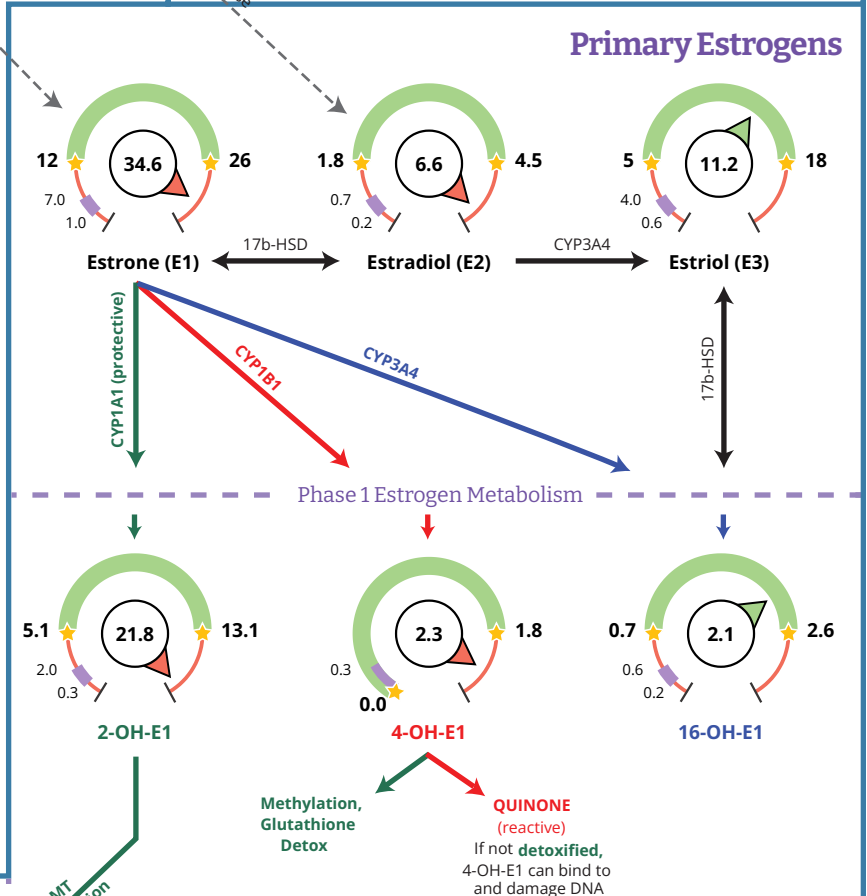 Primary Estrogens
12
34.6
26
7.0
1.0
Estrone (E1)
17b-HSD
1.8
6.6
4.5
0.7
0.2
Estradiol (E2)
CYP3A4
5
11.2
18
4.0
0.6
Estriol (E3)
CYP1A1 (protective)
CYP1B1
CYP3A4
17b-HSD
Phase 1 Estrogen Metabolism
5.1
21.8
13.1
2.0
0.3
2-OH-E1
2.3
1.8
0.3
0.0
4-OH-E1
0.7
2.1
2.6
0.6
0.2
16-OH-E1
Methylation,
Glutathione
Detox
QUINONE
(reactive)
If not detoxified,
4-OH-E1 can bind to
and damage DNA